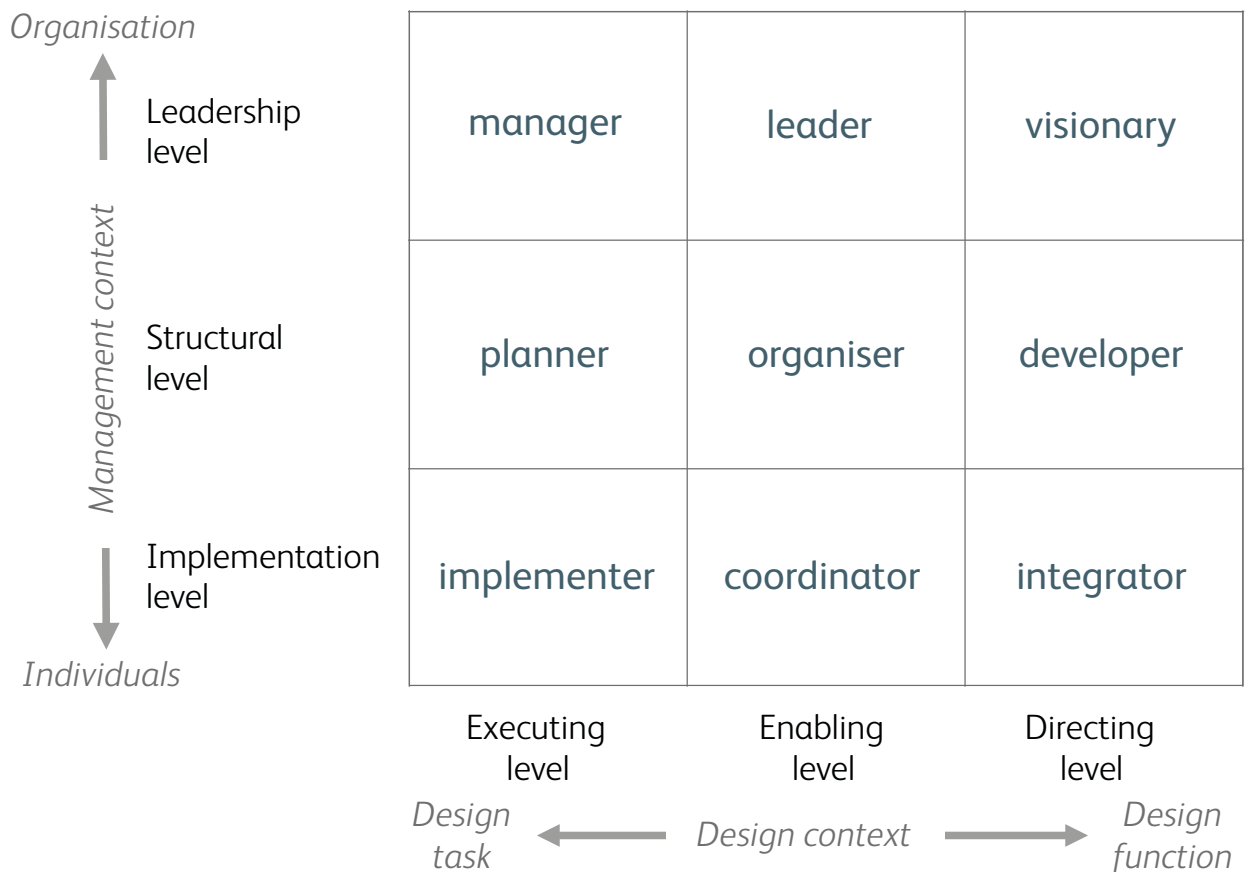 Organisation
Leadership
level
manager
leader
visionary
Management context
Structural
level
planner
organiser
developer
Implementation
level
implementer
coordinator
integrator
Individuals
Executing
level
Enabling
level
Directing
level
Design
task
Design context
Design
function